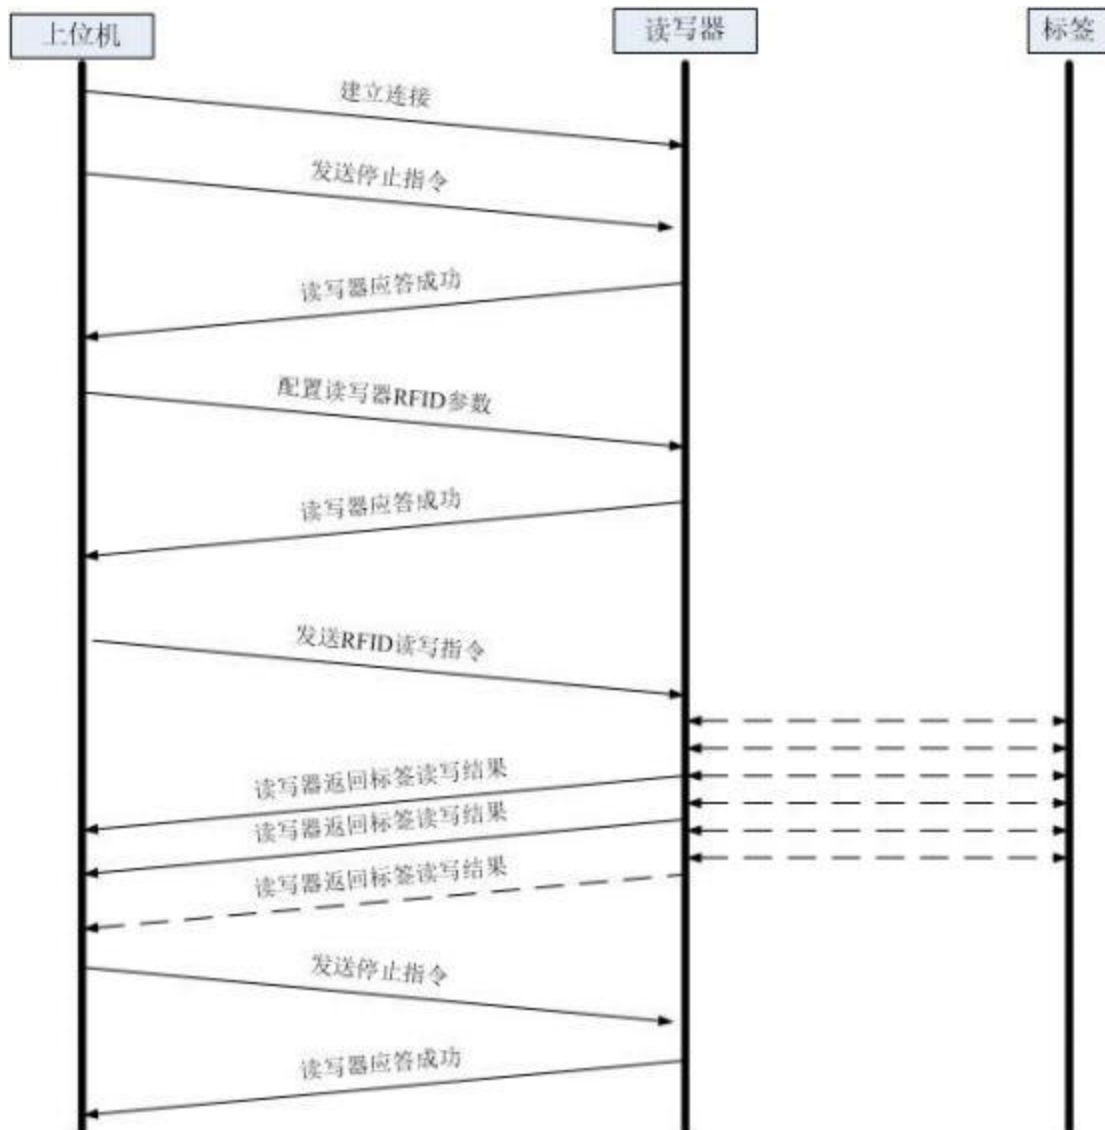 上位机
读写器
标签
建立连接
发送停止指令
读写器应答成功
配置读写器RFID参数
读写器应答成功
发送RFID读写指令
读写器返回标签读写结果
读写器返回标签读写结果
读写器返回标签读写结果
发送停止指令
读写器应答成功